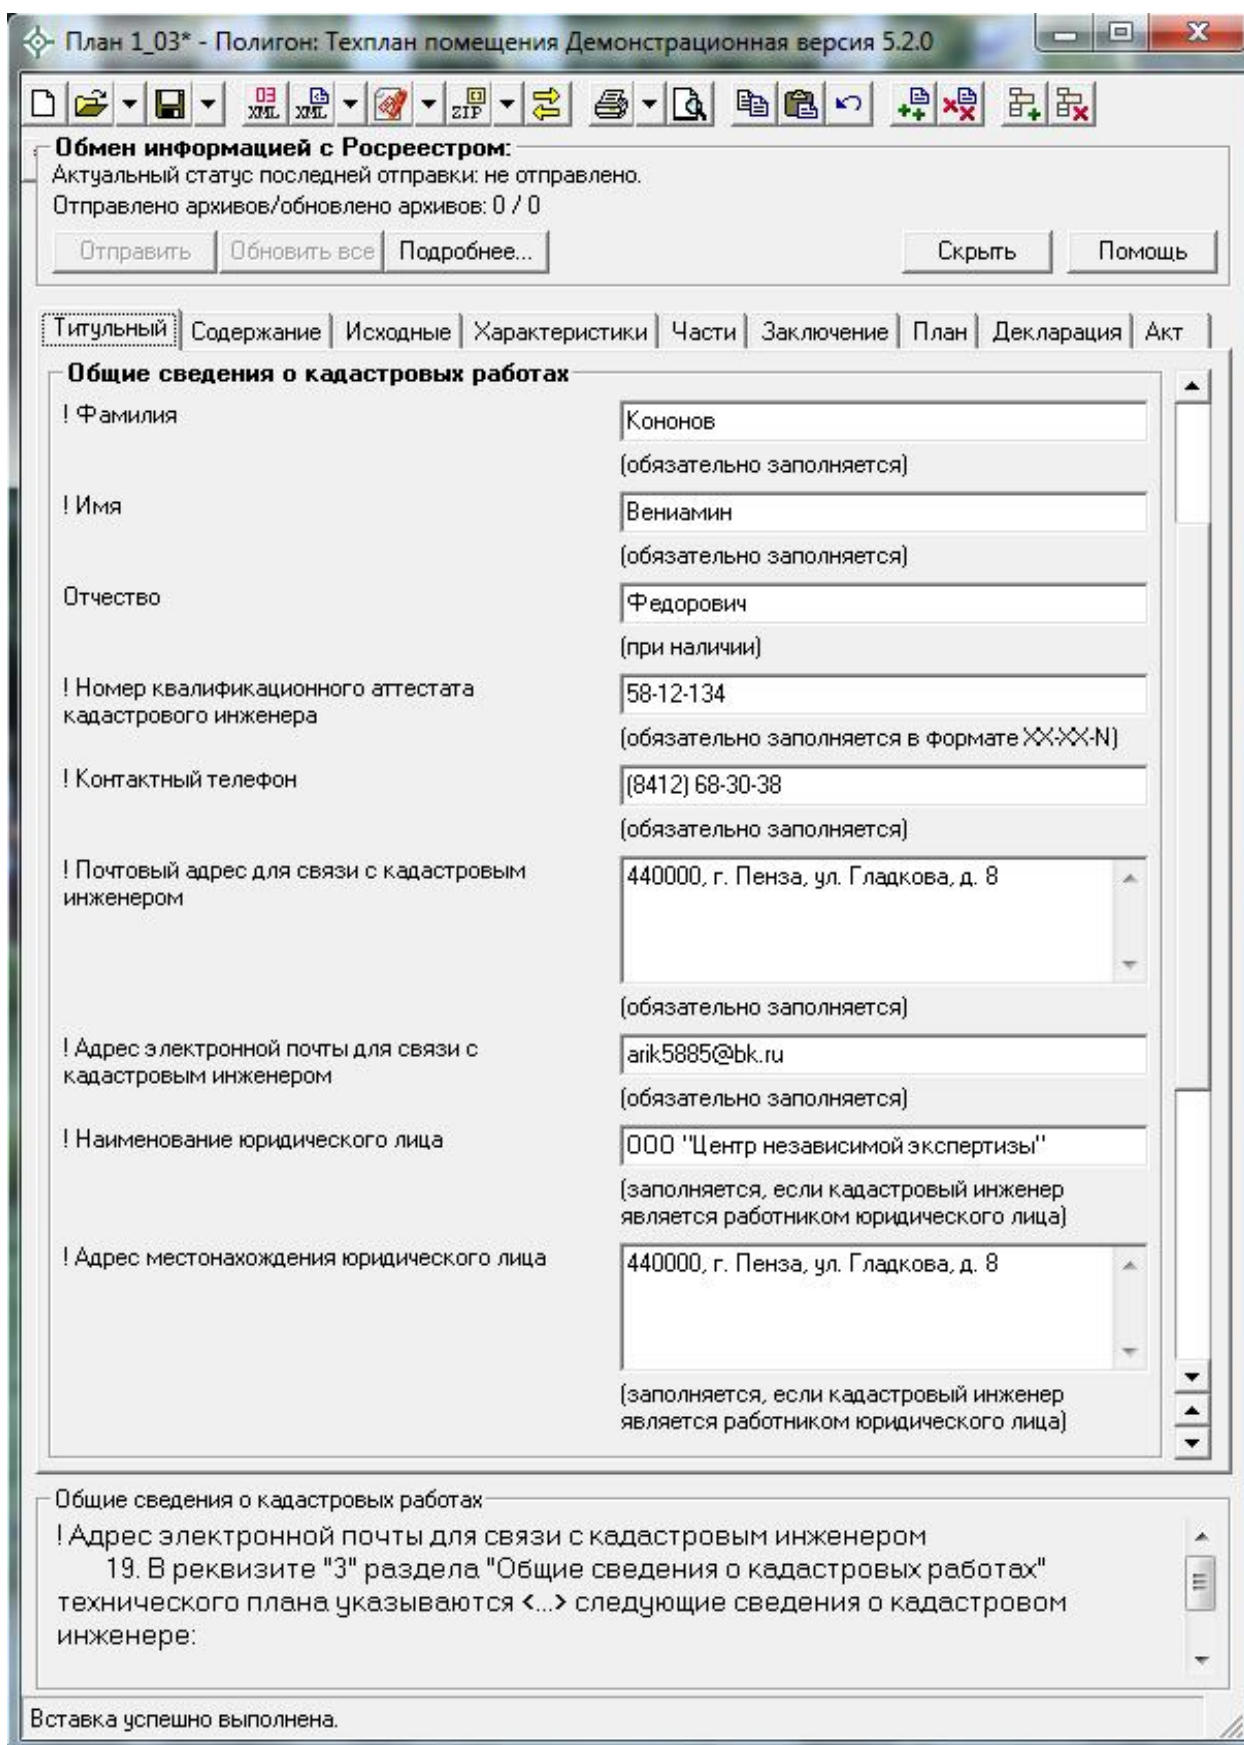 План 1_03* - Полигон: Техплан помещения Демонстрационная версия 5.2.0
03 XML XML ZIP
Обмен информацией с Росреестром:
Актуальный статус последней отправки: не отправлено.
Отправлено архивов/обновлено архивов: 0 / 0
Отправить Обновить все Подробнее... Скрыть Помощь
Титульный Содержание Исходные Характеристики Части Заключение План Декларация Акт
Общие сведения о кадастровых работах
! Фамилия
Кононов
(обязательно заполняется)
! Имя
Вениамин
(обязательно заполняется)
Отчество
Федорович
(при наличии)
! Номер квалификационного аттестата
кадастрового инженера
58-12-134
(обязательно заполняется в формате XX-XX-N)
! Контактный телефон
(8412) 68-30-38
(обязательно заполняется)
! Почтовый адрес для связи с кадастровым
инженером
440000, г. Пенза, ул. Гладкова, д. 8
(обязательно заполняется)
! Адрес электронной почты для связи с
кадастровым инженером
arik5885@bk.ru
(обязательно заполняется)
! Наименование юридического лица
ООО "Центр независимой экспертизы"
(заполняется, если кадастровый инженер
является работником юридического лица)
! Адрес местонахождения юридического лица
440000, г. Пенза, ул. Гладкова, д. 8
(заполняется, если кадастровый инженер
является работником юридического лица)
Общие сведения о кадастровых работах
! Адрес электронной почты для связи с кадастровым инженером
19. В реквизите "3" раздела "Общие сведения о кадастровых работах"
технического плана указываются <...> следующие сведения о кадастровом
инженере:
Вставка успешно выполнена.